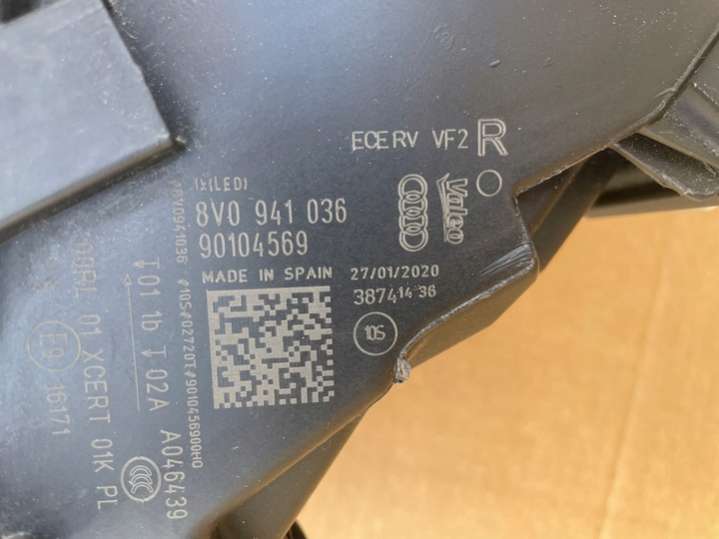 ECE RV VF2 R
(LED)
8V0 941 036
90104569
MADE IN SPAIN 27/01/2020
38741436
105
Valeo
01 1b 02A A046439
01 XCERT 01K PL
E9 16171
CCC